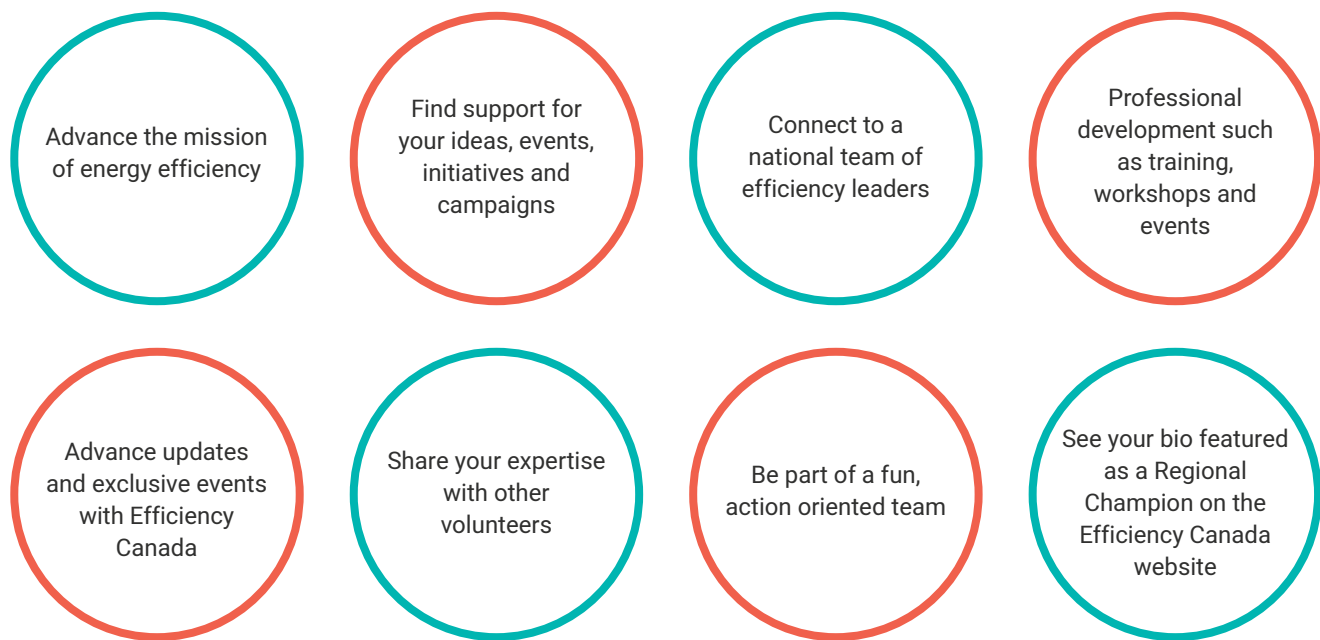 Advance the mission
of energy efficiency
Find support for
your ideas, events,
initiatives and
campaigns
Connect to a
national team of
efficiency leaders
Professional
development such
as training,
workshops and
events
Advance updates
and exclusive events
with Efficiency
Canada
Share your expertise
with other
volunteers
Be part of a fun,
action oriented team
See your bio featured
as a Regional
Champion on the
Efficiency Canada
website